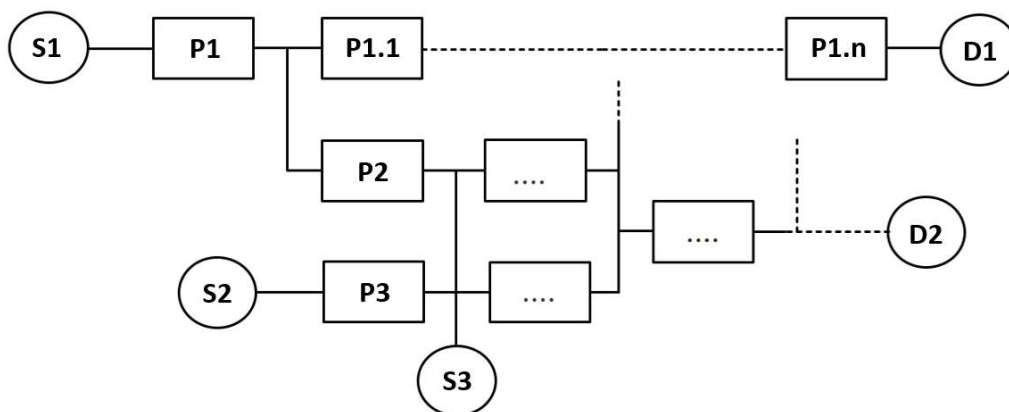 S1
P1
P1.1
P1.n
D1
P2
....
....
D2
S2
P3
....
S3